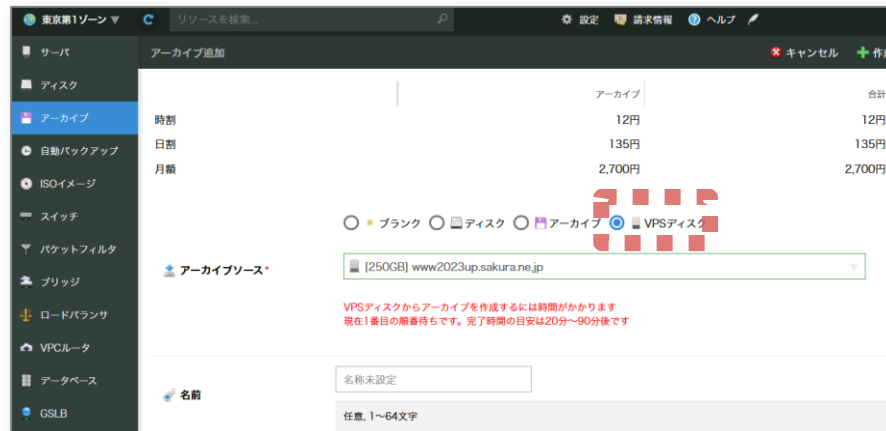 東京第1ゾーン ▼ リソースを検索... 設定 請求情報 ヘルプ
サーバ アーカイブ追加 キャンセル
ディスク
アーカイブ 合計
アーカイブ
時割 12円 12円
自動バックアップ
日割 135円 135円
月額 2,700円 2,700円
ISOイメージ
スイッチ
ブランク ディスク アーカイブ VPSディスク
パケットフィルタ
アーカイブソース* [250GB] www2023up.sakura.ne.jp
ブリッジ
VPSディスクからアーカイブを作成するには時間がかかります
ロードバランサ
現在1番目の順番待ちです。完了時間の目安は20分〜90分後です
VPCルータ
データベース
名前 名称未設定
GSLB
任意, 1〜64文字